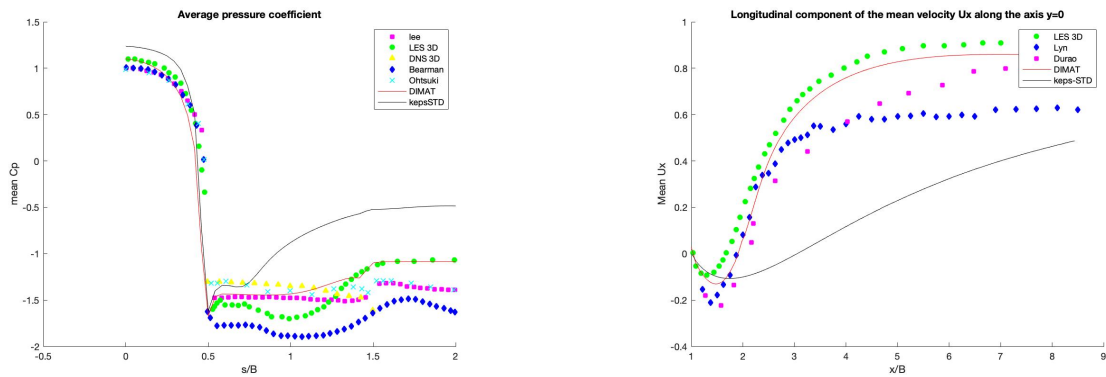 Average pressure coefficient
mean Cp
1.5
1
0.5
0
-0.5
-1
-1.5
-2
-0.5
0
0.5
1
1.5
2
s/B
lee
LES 3D
DNS 3D
Bearman
Ohtsuki
DIMAT
kepsSTD
Longitudinal component of the mean velocity Ux along the axis y=0
Mean Ux
1
0.8
0.6
0.4
0.2
0
-0.2
-0.4
1
2
3
4
5
6
7
8
9
x/B
LES 3D
Lyn
Durao
DIMAT
keps-STD